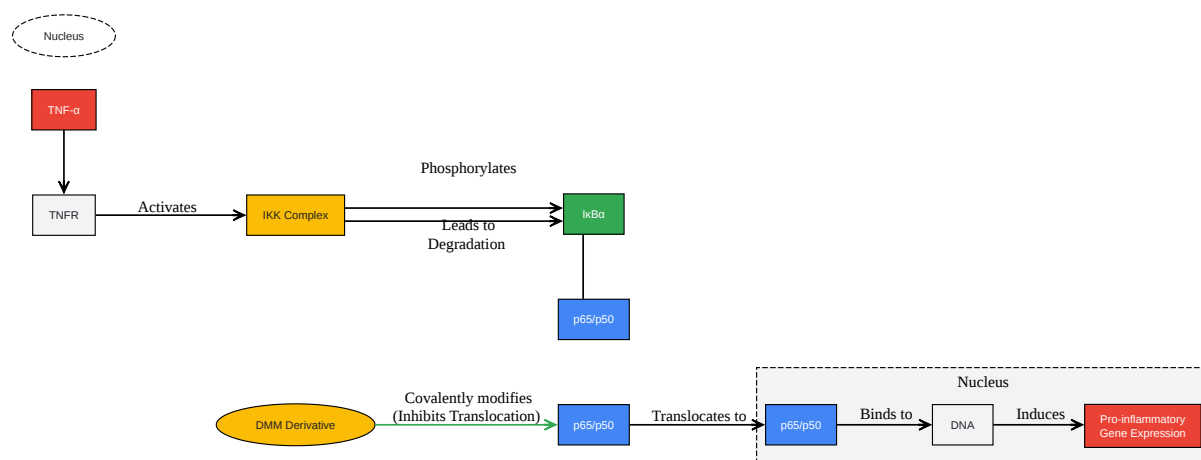 Nucleus
TNF-α
Phosphorylates
TNFR
Activates
IKK Complex
IκBα
Leads to
Degradation
p65/p50
Nucleus
Covalently modifies
(Inhibits Translocation)
DMM Derivative
p65/p50
Translocates to
p65/p50
Binds to
DNA
Induces
Pro-inflammatory
Gene Expression